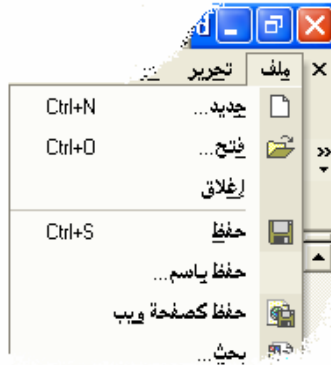 ملف تحرير
جديد... Ctrl+N
فتح... Ctrl+O
إغلاق
حفظ Ctrl+S
حفظ باسم...
حفظ كصفحة ويب
بحث...